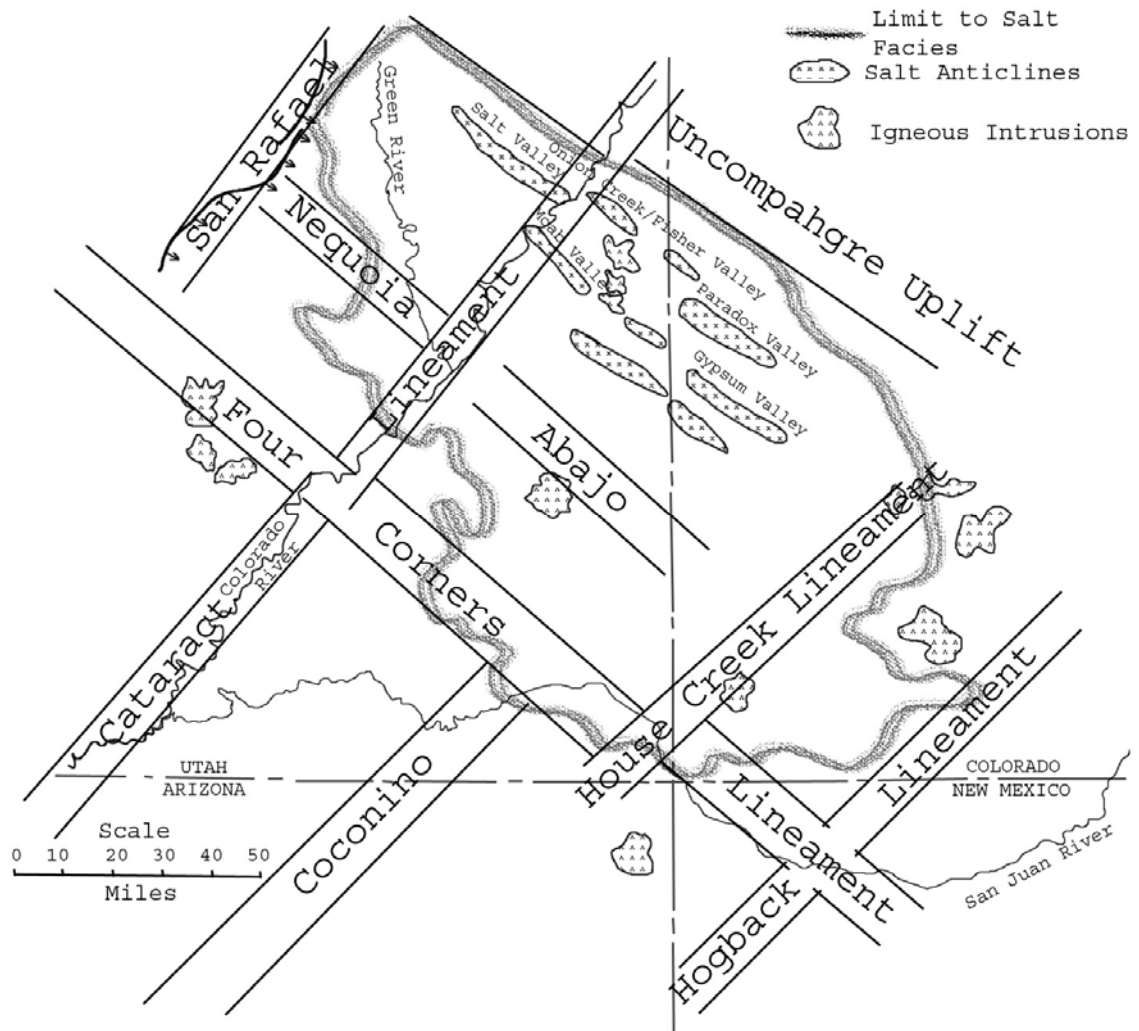 Limit to Salt
Facies
Salt Anticlines
Igneous Intrusions
San Rafael
Green River
Salt Valley
Onion Creek/Fisher Valley
Uncompahgre Uplift
Nequoia
Moab Valley
Paradox Valley
Gypsum Valley
Cataract Lineament
Four Corners Lineament
Abajo
House Creek Lineament
Colorado
River
Coconino
Hogback Lineament
UTAH
ARIZONA
COLORADO
NEW MEXICO
San Juan River
Scale
0 10 20 30 40 50
Miles